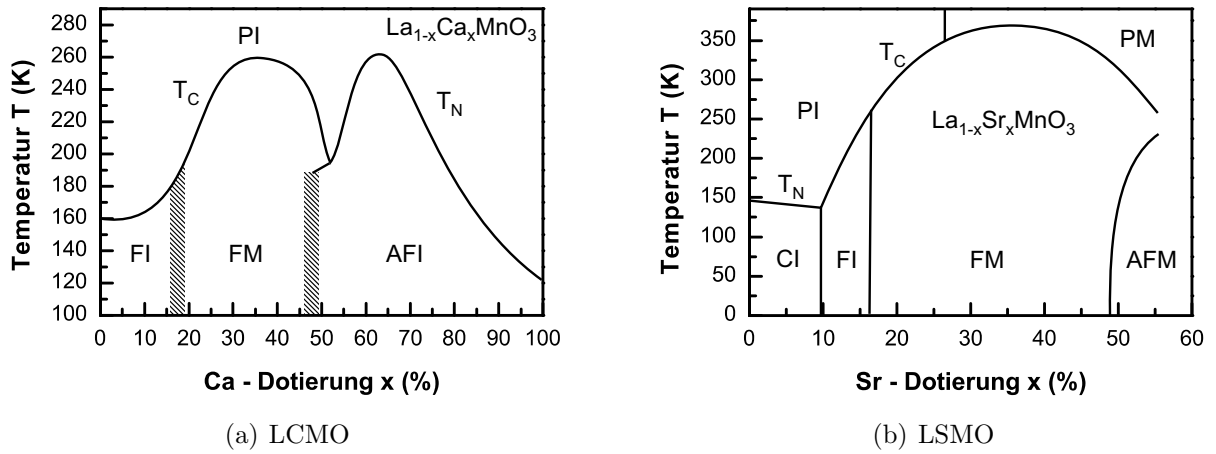 La1-xCaxMnO3
PI
TC
TN
FI
FM
AFI
280
260
240
220
200
180
160
140
120
100
0 10 20 30 40 50 60 70 80 90 100
Temperatur T (K)
Ca - Dotierung x (%)
(a) LCMO
PM
TC
La1-xSrxMnO3
PI
TN
CI
FI
FM
AFM
350
300
250
200
150
100
50
0
0 10 20 30 40 50 60
Temperatur T (K)
Sr - Dotierung x (%)
(b) LSMO